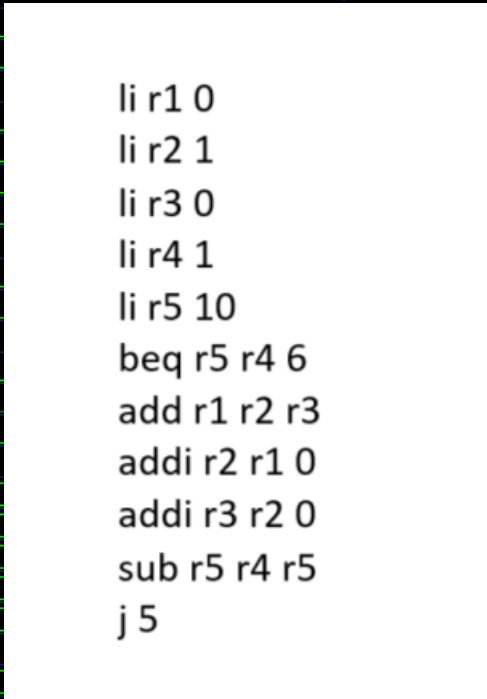 li r1 0
li r2 1
li r3 0
li r4 1
li r5 10
beq r5 r4 6
add r1 r2 r3
addi r2 r1 0
addi r3 r2 0
sub r5 r4 r5
j 5